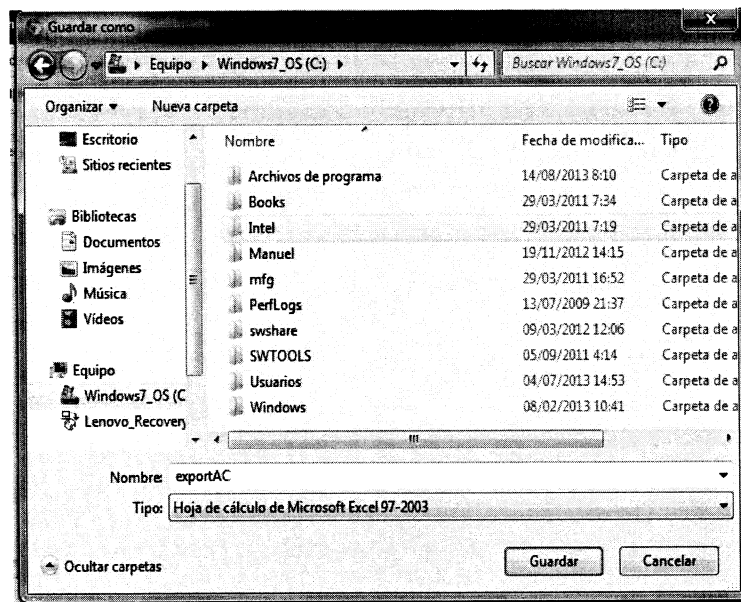 Guardar como
Equipo ▸ Windows7_OS (C:) ▸
Buscar Windows7_OS (C:)
Organizar ▾ Nueva carpeta
Escritorio
Sitios recientes
Bibliotecas
Documentos
Imágenes
Música
Vídeos
Equipo
Windows7_OS (C
Lenovo_Recovery
Nombre Fecha de modifica... Tipo
Archivos de programa 14/08/2013 8:10 Carpeta de a
Books 29/03/2011 7:34 Carpeta de a
Intel 29/03/2011 7:19 Carpeta de a
Manuel 19/11/2012 14:15 Carpeta de a
mfg 29/03/2011 16:52 Carpeta de a
PerfLogs 13/07/2009 21:37 Carpeta de a
swshare 09/03/2012 12:06 Carpeta de a
SWTOOLS 05/09/2011 4:14 Carpeta de a
Usuarios 04/07/2013 14:53 Carpeta de a
Windows 08/02/2013 10:41 Carpeta de a
Nombre: exportAC
Tipo: Hoja de cálculo de Microsoft Excel 97-2003
Ocultar carpetas
Guardar Cancelar